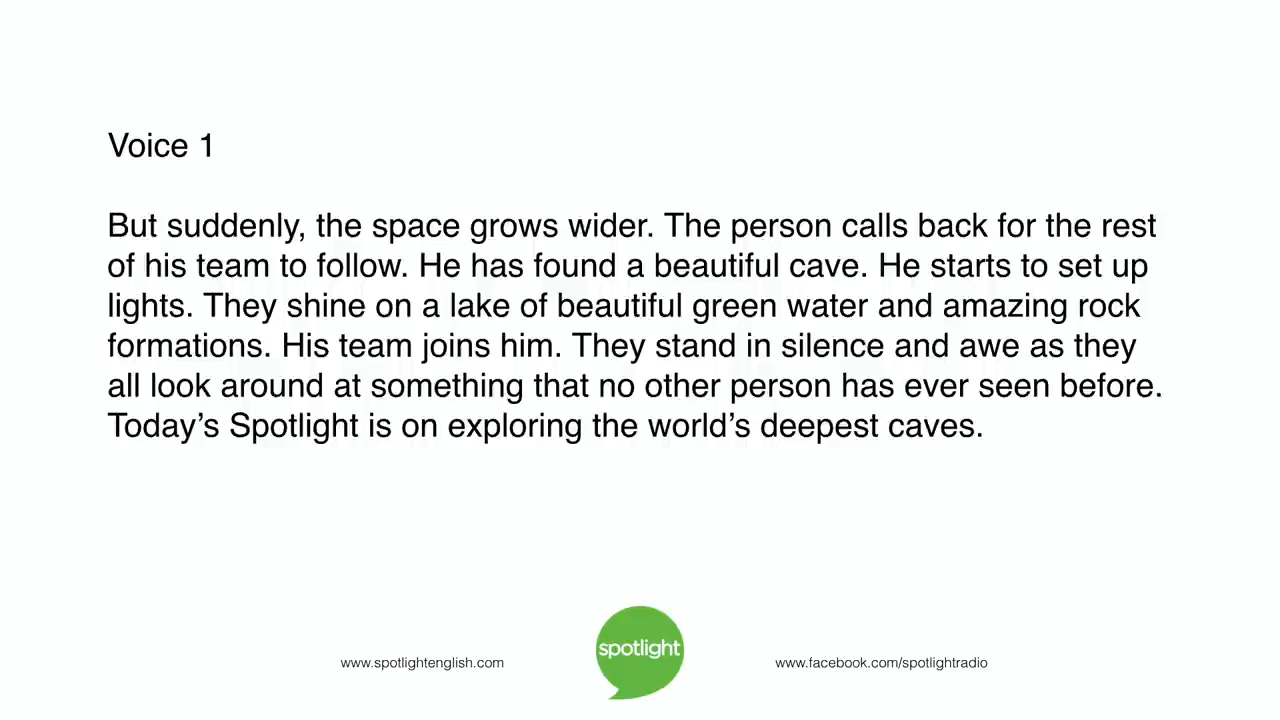 Voice 1
But suddenly, the space grows wider. The person calls back for the rest
of his team to follow. He has found a beautiful cave. He starts to set up
lights. They shine on a lake of beautiful green water and amazing rock
formations. His team joins him. They stand in silence and awe as they
all look around at something that no other person has ever seen before.
Today’s Spotlight is on exploring the world’s deepest caves.
www.spotlightenglish.com
spotlight
www.facebook.com/spotlightradio